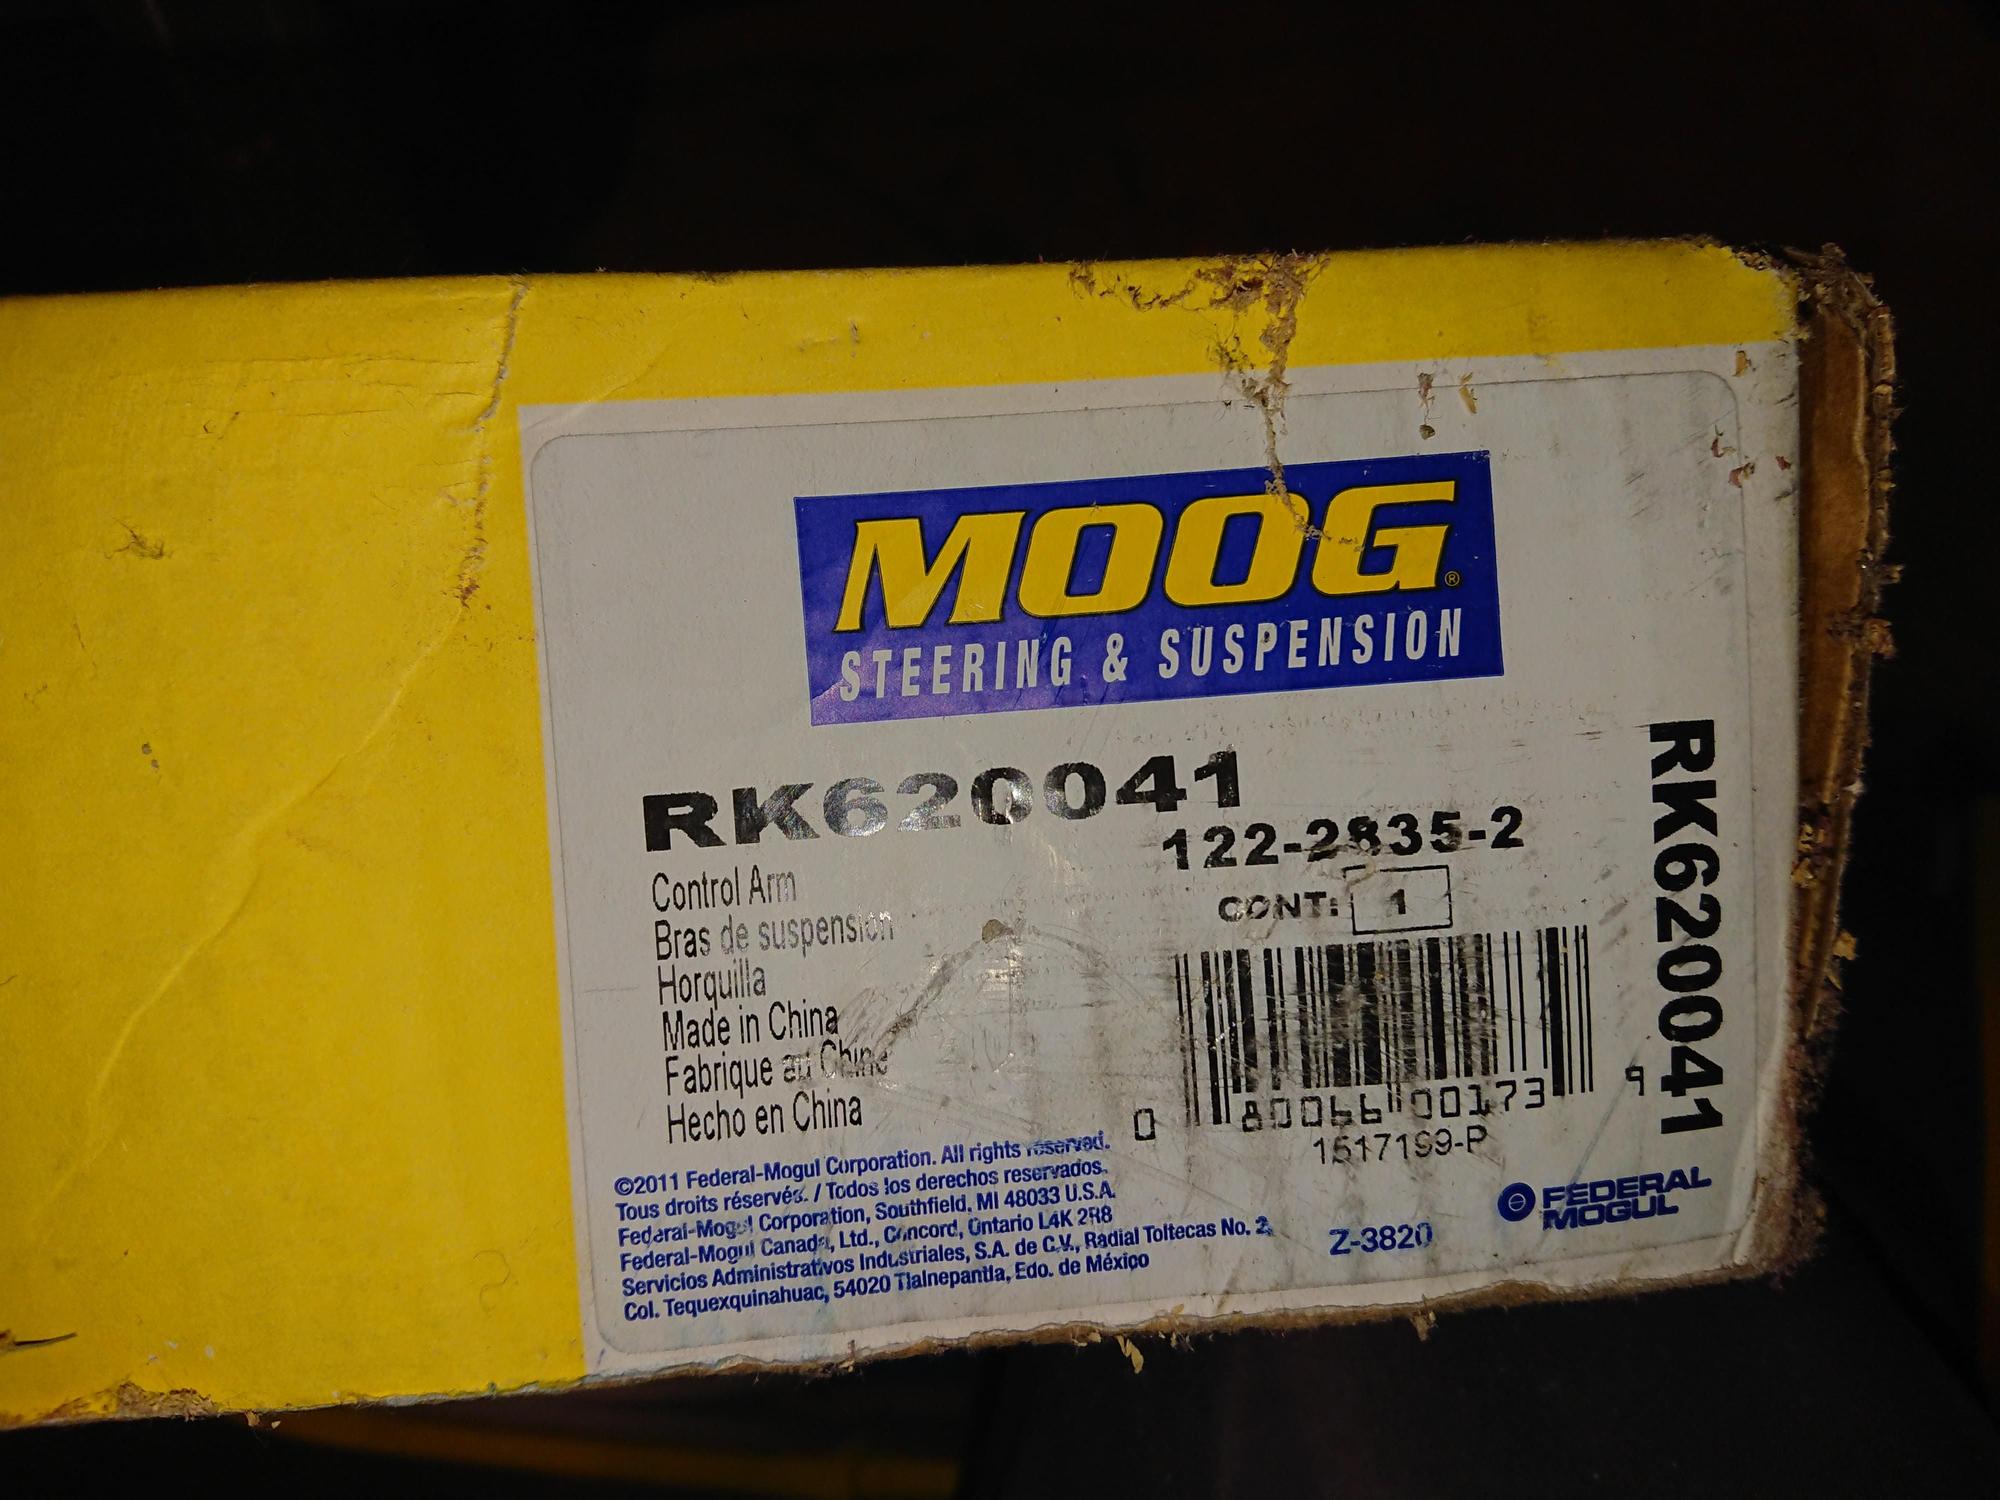 MOOG®
STEERING & SUSPENSION
RK620041
122-2835-2
CONT: 1
Control Arm
Bras de suspension
Horquilla
Made in China
Fabrique au Chine
Hecho en China
0 80066 00173 9
1517199-P
RK620041
©2011 Federal-Mogul Corporation. All rights reserved.
Tous droits réservés. / Todos los derechos reservados.
Federal-Mogul Corporation, Southfield, MI 48033 U.S.A.
Federal-Mogul Canada, Ltd., Concord, Ontario L4K 2R8
Servicios Administrativos Industriales, S.A. de C.V., Radial Toltecas No. 2,
Col. Tequexquinahuac, 54020 Tlalnepantla, Edo. de México
Z-3820
FEDERAL
MOGUL